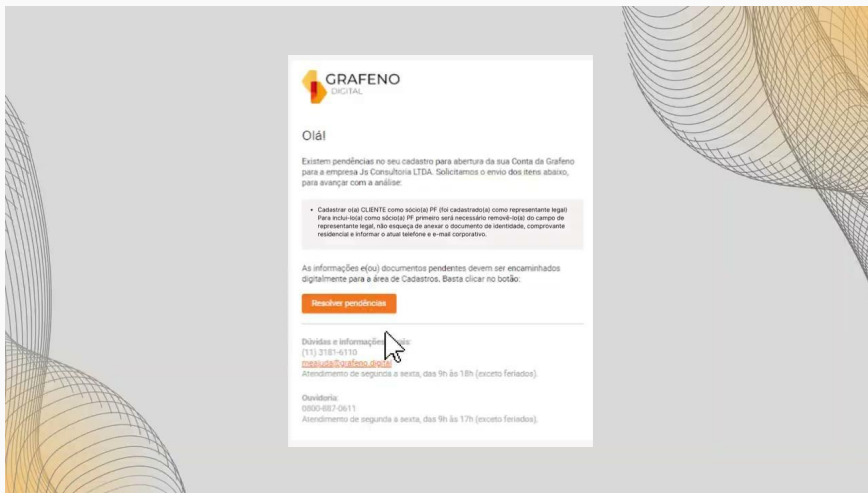 GRAFENO
DIGITAL
Olá!
Existem pendências no seu cadastro para abertura da sua Conta da Grafeno
para a empresa Js Consultoria LTDA. Solicitamos o envio dos itens abaixo,
para avançar com a análise:
• Cadastrar o(a) CLIENTE como sócio(a) PF (foi cadastrado(a) como representante legal)
Para incluí-lo(a) como sócio(a) PF primeiro será necessário removê-lo(a) do campo de
representante legal, não esqueça de anexar o documento de identidade, comprovante
residencial e informar o atual telefone e e-mail corporativo.
As informações e(ou) documentos pendentes devem ser encaminhados
digitalmente para a área de Cadastros. Basta clicar no botão:
Resolver pendências
Dúvidas e informações
(11) 3181-6110
meajuda@grafeno.digital
Atendimento de segunda a sexta, das 9h às 18h (exceto feriados).
Ouvidoria:
0800-887-0611
Atendimento de segunda a sexta, das 9h às 17h (exceto feriados).